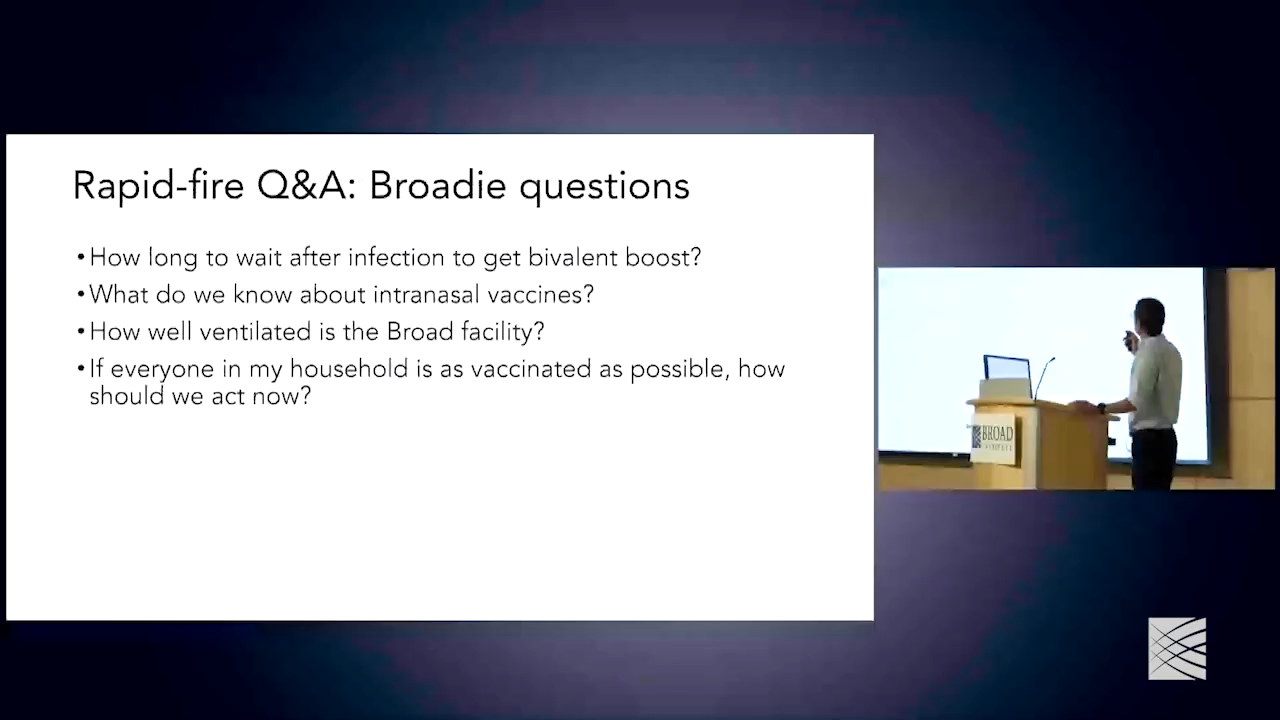 Rapid-fire Q&A: Broadie questions
•How long to wait after infection to get bivalent boost?
•What do we know about intranasal vaccines?
•How well ventilated is the Broad facility?
•If everyone in my household is as vaccinated as possible, how
should we act now?
BROAD